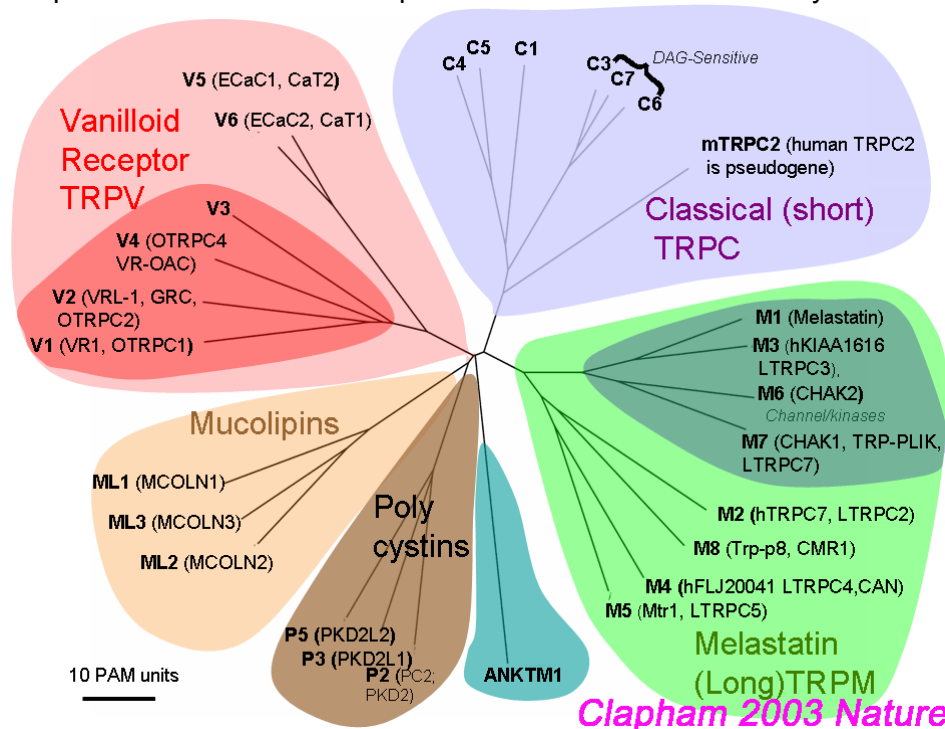 C5
C1
C4
C3
DAG-Sensitive
C7
C6
mTRPC2 (human TRPC2
is pseudogene)
Classical (short)
TRPC
V5 (ECaC1, CaT2)
V6 (ECaC2, CaT1)
Vanilloid
Receptor
TRPV
V3
V4 (OTRPC4
VR-OAC)
V2 (VRL-1, GRC,
OTRPC2)
V1 (VR1, OTRPC1)
M1 (Melastatin)
M3 (hKIAA1616
LTRPC3),
M6 (CHAK2)
Channel/kinases
M7 (CHAK1, TRP-PLIK,
LTRPC7)
M2 (hTRPC7, LTRPC2)
M8 (Trp-p8, CMR1)
M4 (hFLJ20041 LTRPC4,CAN)
M5 (Mtr1, LTRPC5)
Melastatin
(Long)TRPM
Mucolipins
ML1 (MCOLN1)
ML3 (MCOLN3)
ML2 (MCOLN2)
Poly
cystins
P5 (PKD2L2)
P3 (PKD2L1)
P2 (PC2;
PKD2)
ANKTM1
10 PAM units
Clapham 2003 Nature